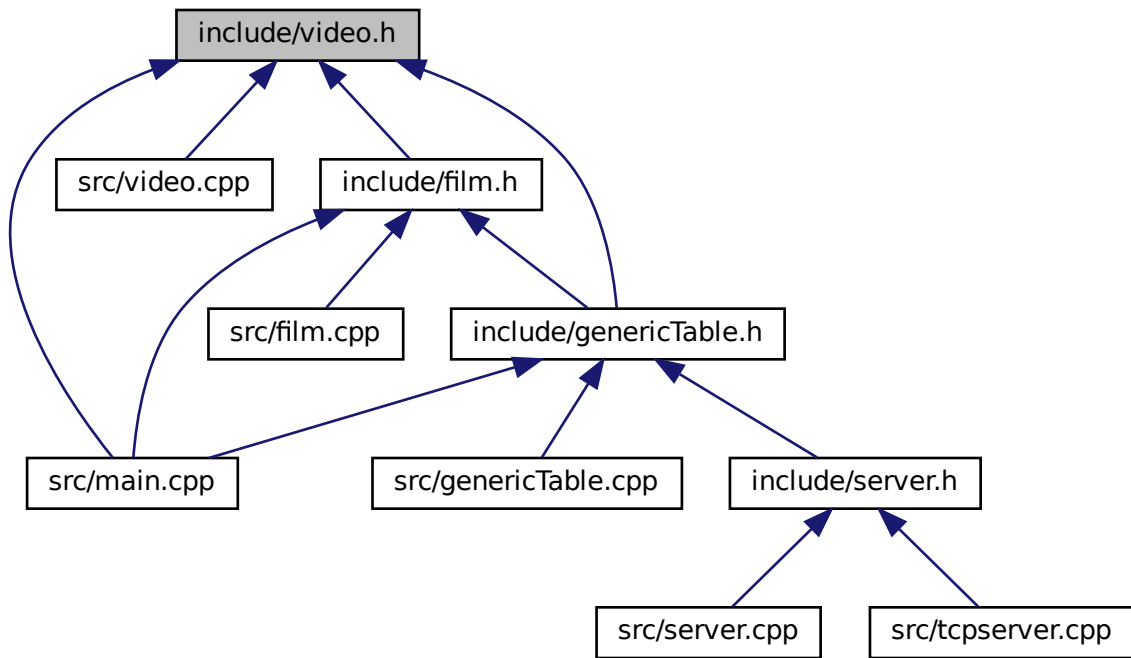 include/video.h
src/video.cpp
include/film.h
src/film.cpp
include/genericTable.h
src/main.cpp
src/genericTable.cpp
include/server.h
src/server.cpp
src/tcpserver.cpp